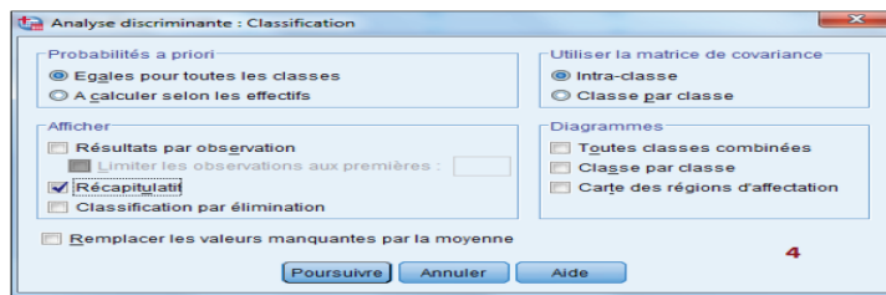 Analyse discriminante : Classification
Probabilités a priori
Egales pour toutes les classes
A calculer selon les effectifs
Utiliser la matrice de covariance
Intra-classe
Classe par classe
Afficher
Résultats par observation
Limiter les observations aux premières :
Récapitulatif
Classification par élimination
Diagrammes
Toutes classes combinées
Classe par classe
Carte des régions d'affectation
Remplacer les valeurs manquantes par la moyenne
4
Poursuivre Annuler Aide